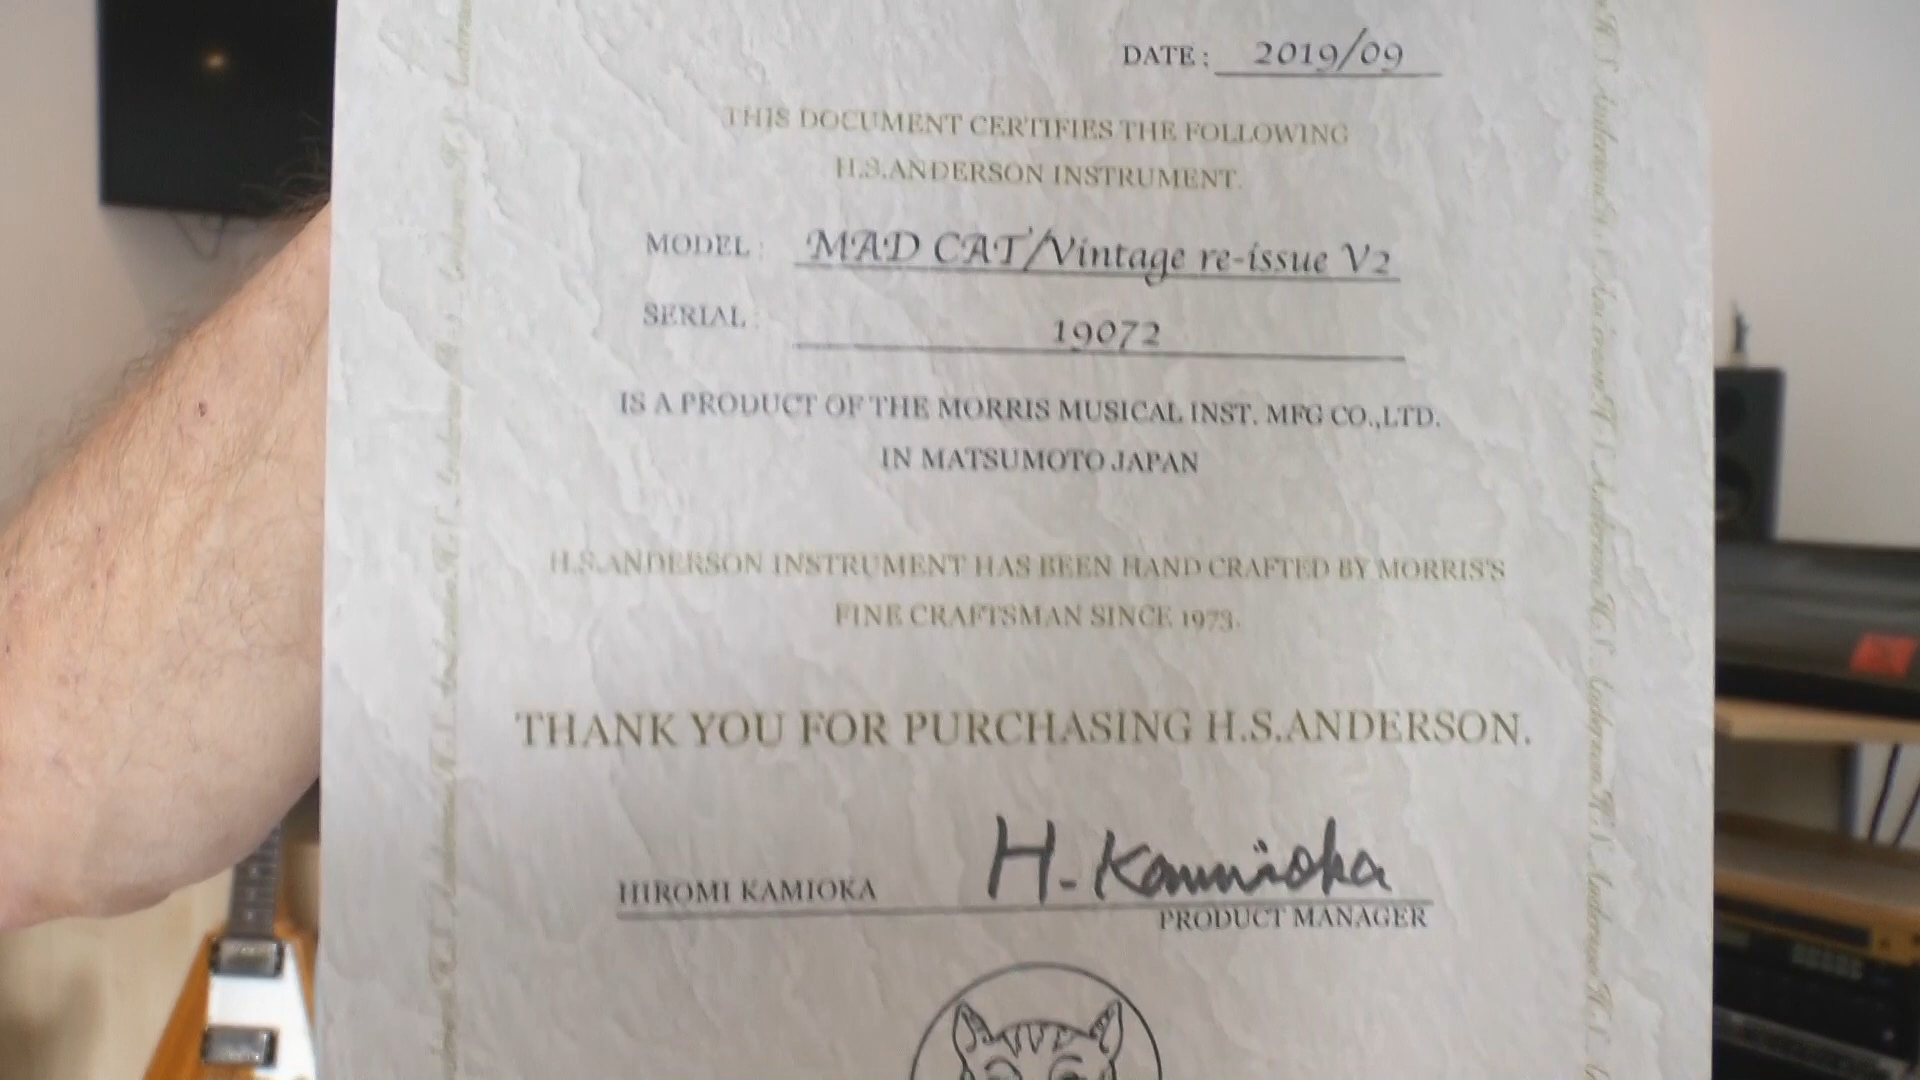 DATE: 2019/09
THIS DOCUMENT CERTIFIES THE FOLLOWING
H.S.ANDERSON INSTRUMENT.
MODEL: MAD CAT/Vintage re-issue V2
SERIAL: 19072
IS A PRODUCT OF THE MORRIS MUSICAL INST. MFG CO.,LTD.
IN MATSUMOTO JAPAN
H.S.ANDERSON INSTRUMENT HAS BEEN HAND CRAFTED BY MORRIS'S
FINE CRAFTSMAN SINCE 1973.
THANK YOU FOR PURCHASING H.S.ANDERSON.
HIROMI KAMIOKA H. Kamioka
PRODUCT MANAGER